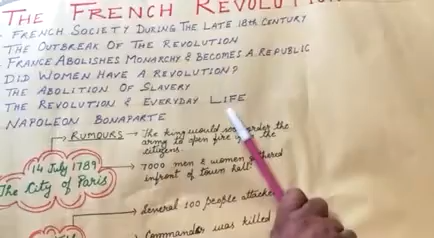 THE FRENCH REVOLUTION
FRENCH SOCIETY DURING THE LATE 18th CENTURY
THE OUTBREAK OF THE REVOLUTION
FRANCE ABOLISHES MONARCHY & BECOMES A REPUBLIC
DID WOMEN HAVE A REVOLUTION?
THE ABOLITION OF SLAVERY
THE REVOLUTION & EVERYDAY LIFE
NAPOLEON BONAPARTE
RUMOURS → The king would order the
army to open fire the
citizens.
14 July 1789
The City of Paris
7000 men & women
infront of town hall
Several 100 people
Commander was killed